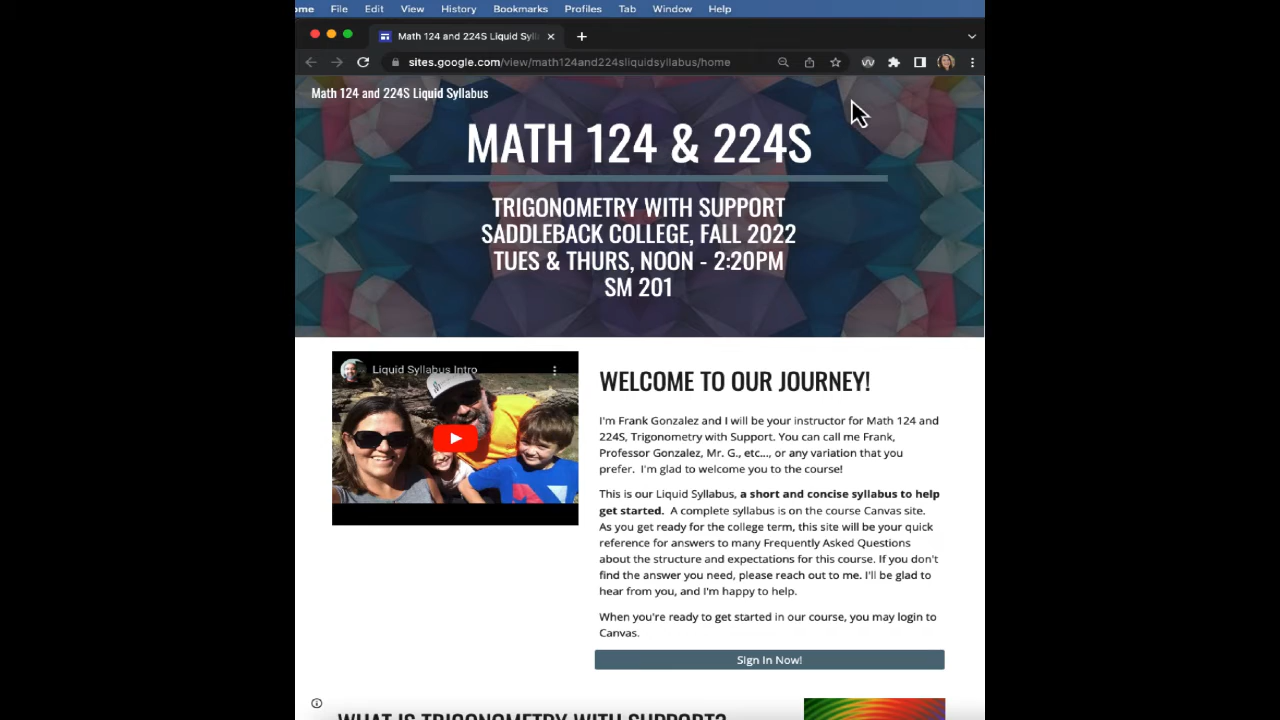 ome File Edit View History Bookmarks Profiles Tab Window Help
Math 124 and 224S Liquid Syll
sites.google.com/view/math124and224sliquidsyllabus/home
Math 124 and 224S Liquid Syllabus
MATH 124 & 224S
TRIGONOMETRY WITH SUPPORT
SADDLEBACK COLLEGE, FALL 2022
TUES & THURS, NOON - 2:20PM
SM 201
Liquid Syllabus Intro
WELCOME TO OUR JOURNEY!
I'm Frank Gonzalez and I will be your instructor for Math 124 and
224S, Trigonometry with Support. You can call me Frank,
Professor Gonzalez, Mr. G., etc..., or any variation that you
prefer. I'm glad to welcome you to the course!
This is our Liquid Syllabus, a short and concise syllabus to help
get started. A complete syllabus is on the course Canvas site.
As you get ready for the college term, this site will be your quick
reference for answers to many Frequently Asked Questions
about the structure and expectations for this course. If you don't
find the answer you need, please reach out to me. I'll be glad to
hear from you, and I'm happy to help.
When you're ready to get started in our course, you may login to
Canvas.
Sign In Now!
WHAT IS TRIGONOMETRY WITH SUPPORT?